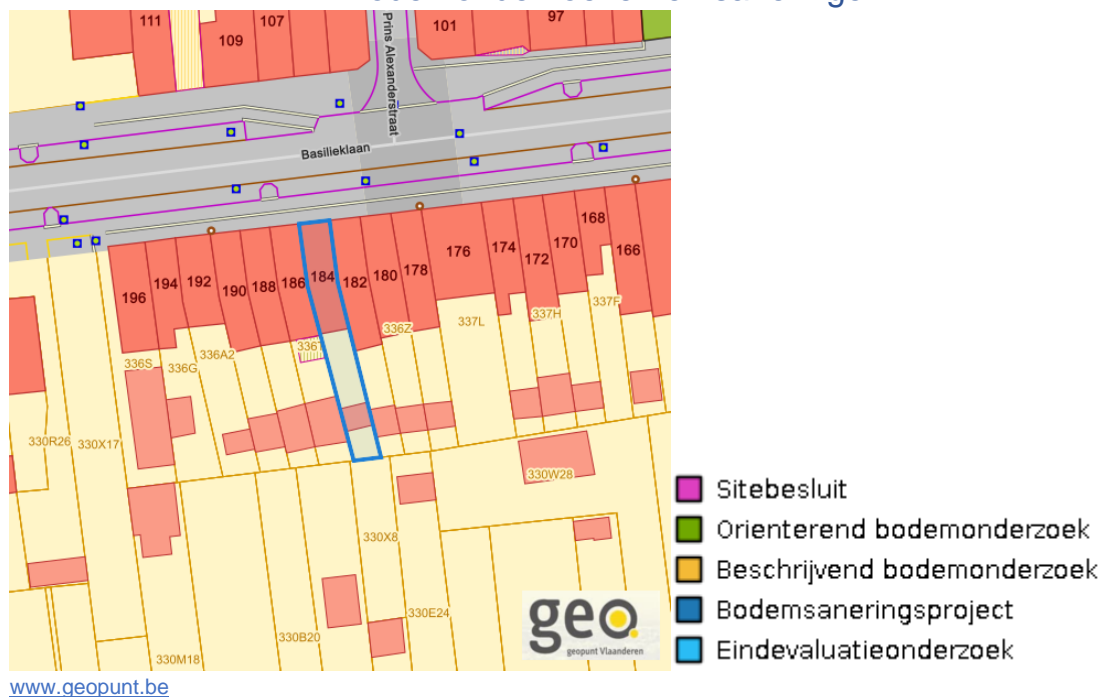 111
107
109
101
97
Prins Alexanderstraat
Basilieklaan
196
194
192
190
188
186
184
182
180
178
176
174
172
170
168
166
336S
336G
336A2
336Z
337L
337H
337F
330R26
330X17
330W28
330X8
330E24
330B20
330M18
geo.
geopunt Vlaanderen
Sitebesluit
Orienterend bodemonderzoek
Beschrijvend bodemonderzoek
Bodemsaneringsproject
Eindevaluatieonderzoek
www.geopunt.be